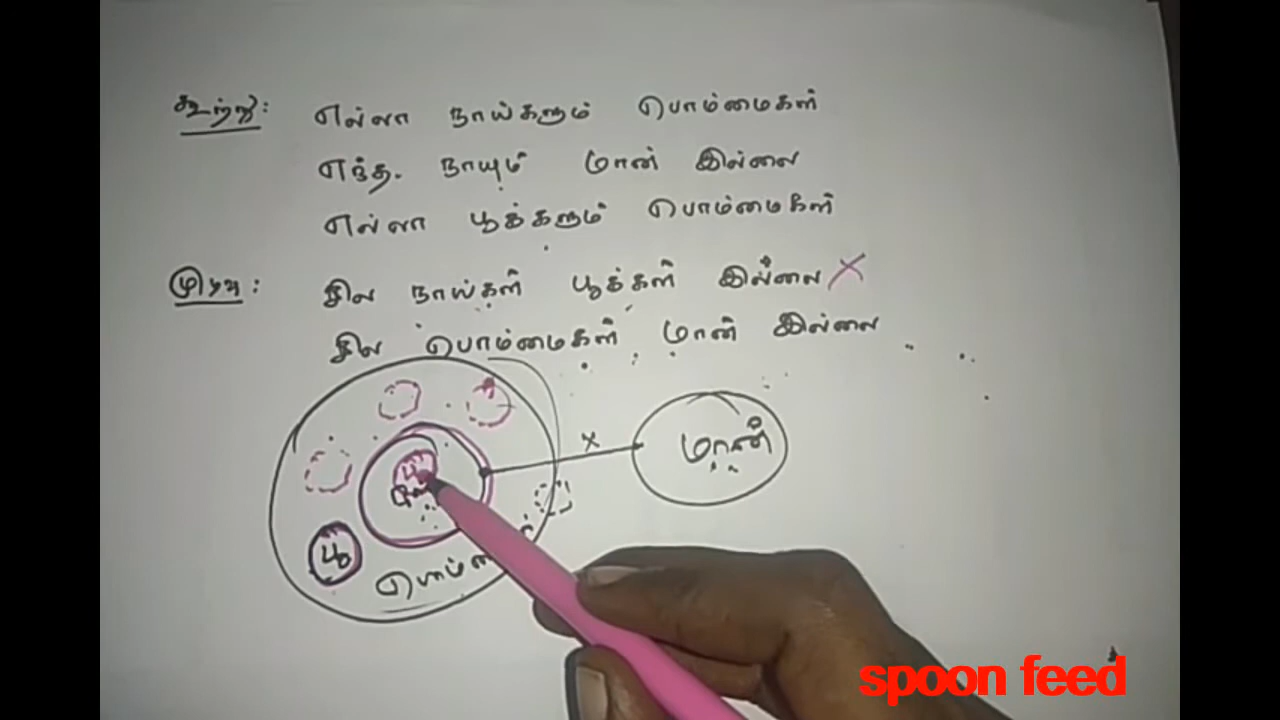 கூற்று: எல்லா நாய்களும் பொம்மைகள்
எந்த நாயும் மான் இல்லை
எல்லா பூக்களும் பொம்மைகள்
முடிவு: சில நாய்கள் பூக்கள் இல்லை X
சில பொம்மைகள் மான் இல்லை
X
மான்
பூ
பூ
spoon feed